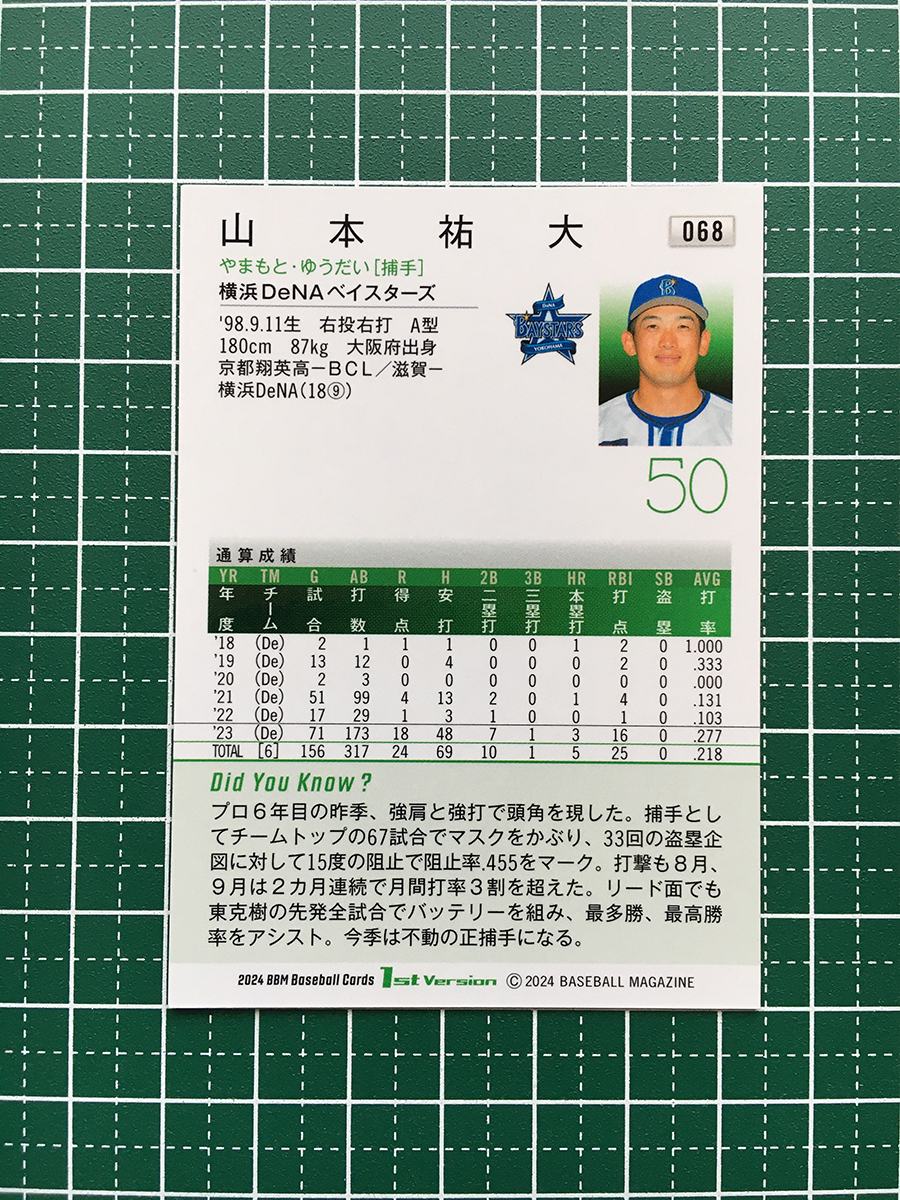 山本祐大 068
やまもと・ゆうだい［捕手］
横浜DeNAベイスターズ
'98.9.11生 右投右打 A型
180cm 87kg 大阪府出身
京都翔英高－BCL／滋賀－
横浜DeNA(18⑨)
DeNA
BAYSTARS
YOKOHAMA
B
50
通算成績
YR TM G AB R H 2B 3B HR RBI SB AVG
年度 チーム 試合 打数 得点 安打 二塁打 三塁打 本塁打 打点 盗塁 打率
'18 (De) 2 1 1 1 0 0 1 2 0 1.000
'19 (De) 13 12 0 4 0 0 0 2 0 .333
'20 (De) 2 3 0 0 0 0 0 0 0 .000
'21 (De) 51 99 4 13 2 0 1 4 0 .131
'22 (De) 17 29 1 3 1 0 0 1 0 .103
'23 (De) 71 173 18 48 7 1 3 16 0 .277
TOTAL [6] 156 317 24 69 10 1 5 25 0 .218
Did You Know?
プロ６年目の昨季、強肩と強打で頭角を現した。捕手とし
てチームトップの67試合でマスクをかぶり、33回の盗塁企
図に対して15度の阻止で阻止率.455をマーク。打撃も８月、
９月は２カ月連続で月間打率３割を超えた。リード面でも
東克樹の先発全試合でバッテリーを組み、最多勝、最高勝
率をアシスト。今季は不動の正捕手になる。
2024 BBM Baseball Cards 1st Version © 2024 BASEBALL MAGAZINE